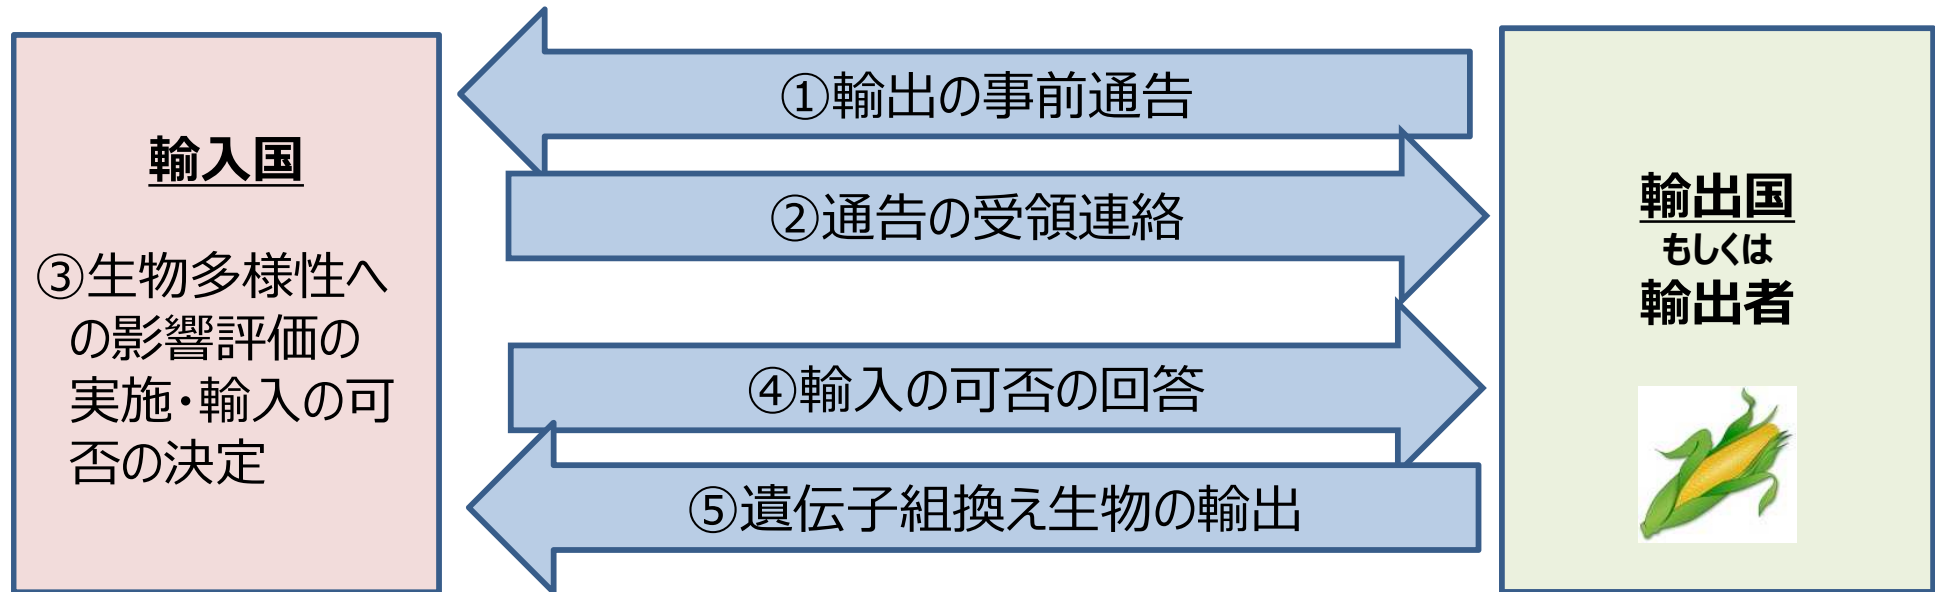 輸入国
③生物多様性へ
の影響評価の
実施・輸入の可
否の決定
①輸出の事前通告
②通告の受領連絡
④輸入の可否の回答
⑤遺伝子組換え生物の輸出
輸出国
もしくは
輸出者